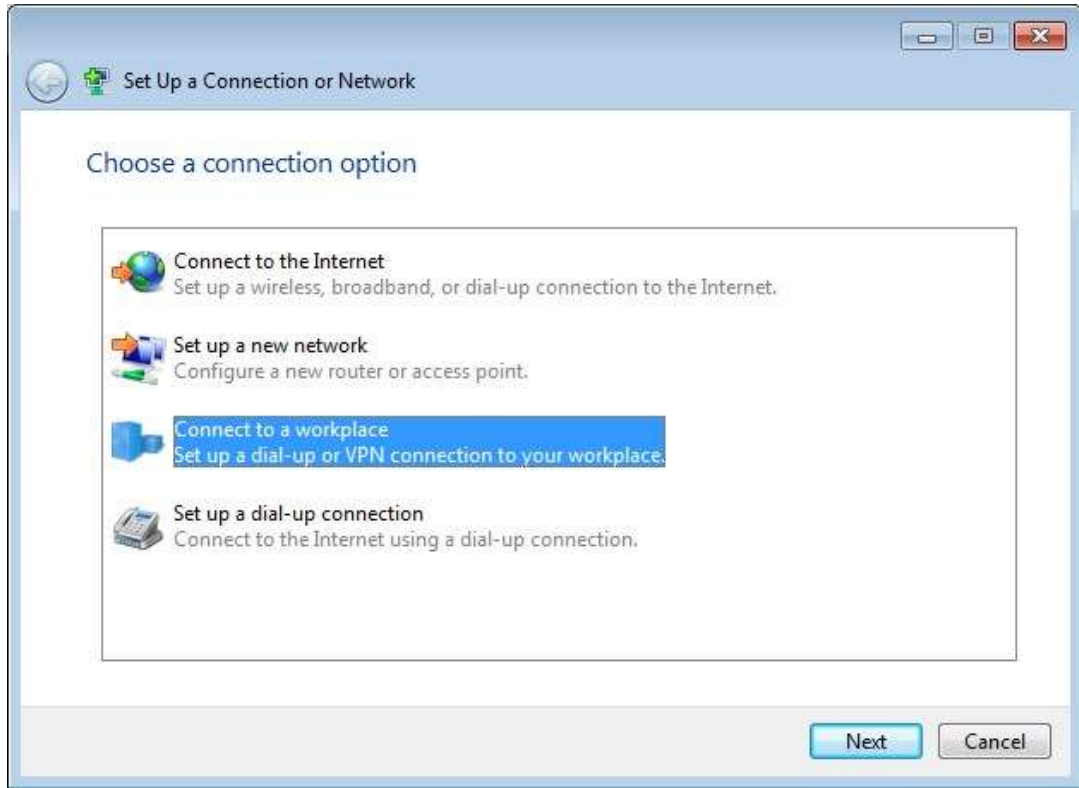 Set Up a Connection or Network
Choose a connection option
Connect to the Internet
Set up a wireless, broadband, or dial-up connection to the Internet.
Set up a new network
Configure a new router or access point.
Connect to a workplace
Set up a dial-up or VPN connection to your workplace.
Set up a dial-up connection
Connect to the Internet using a dial-up connection.
Next
Cancel